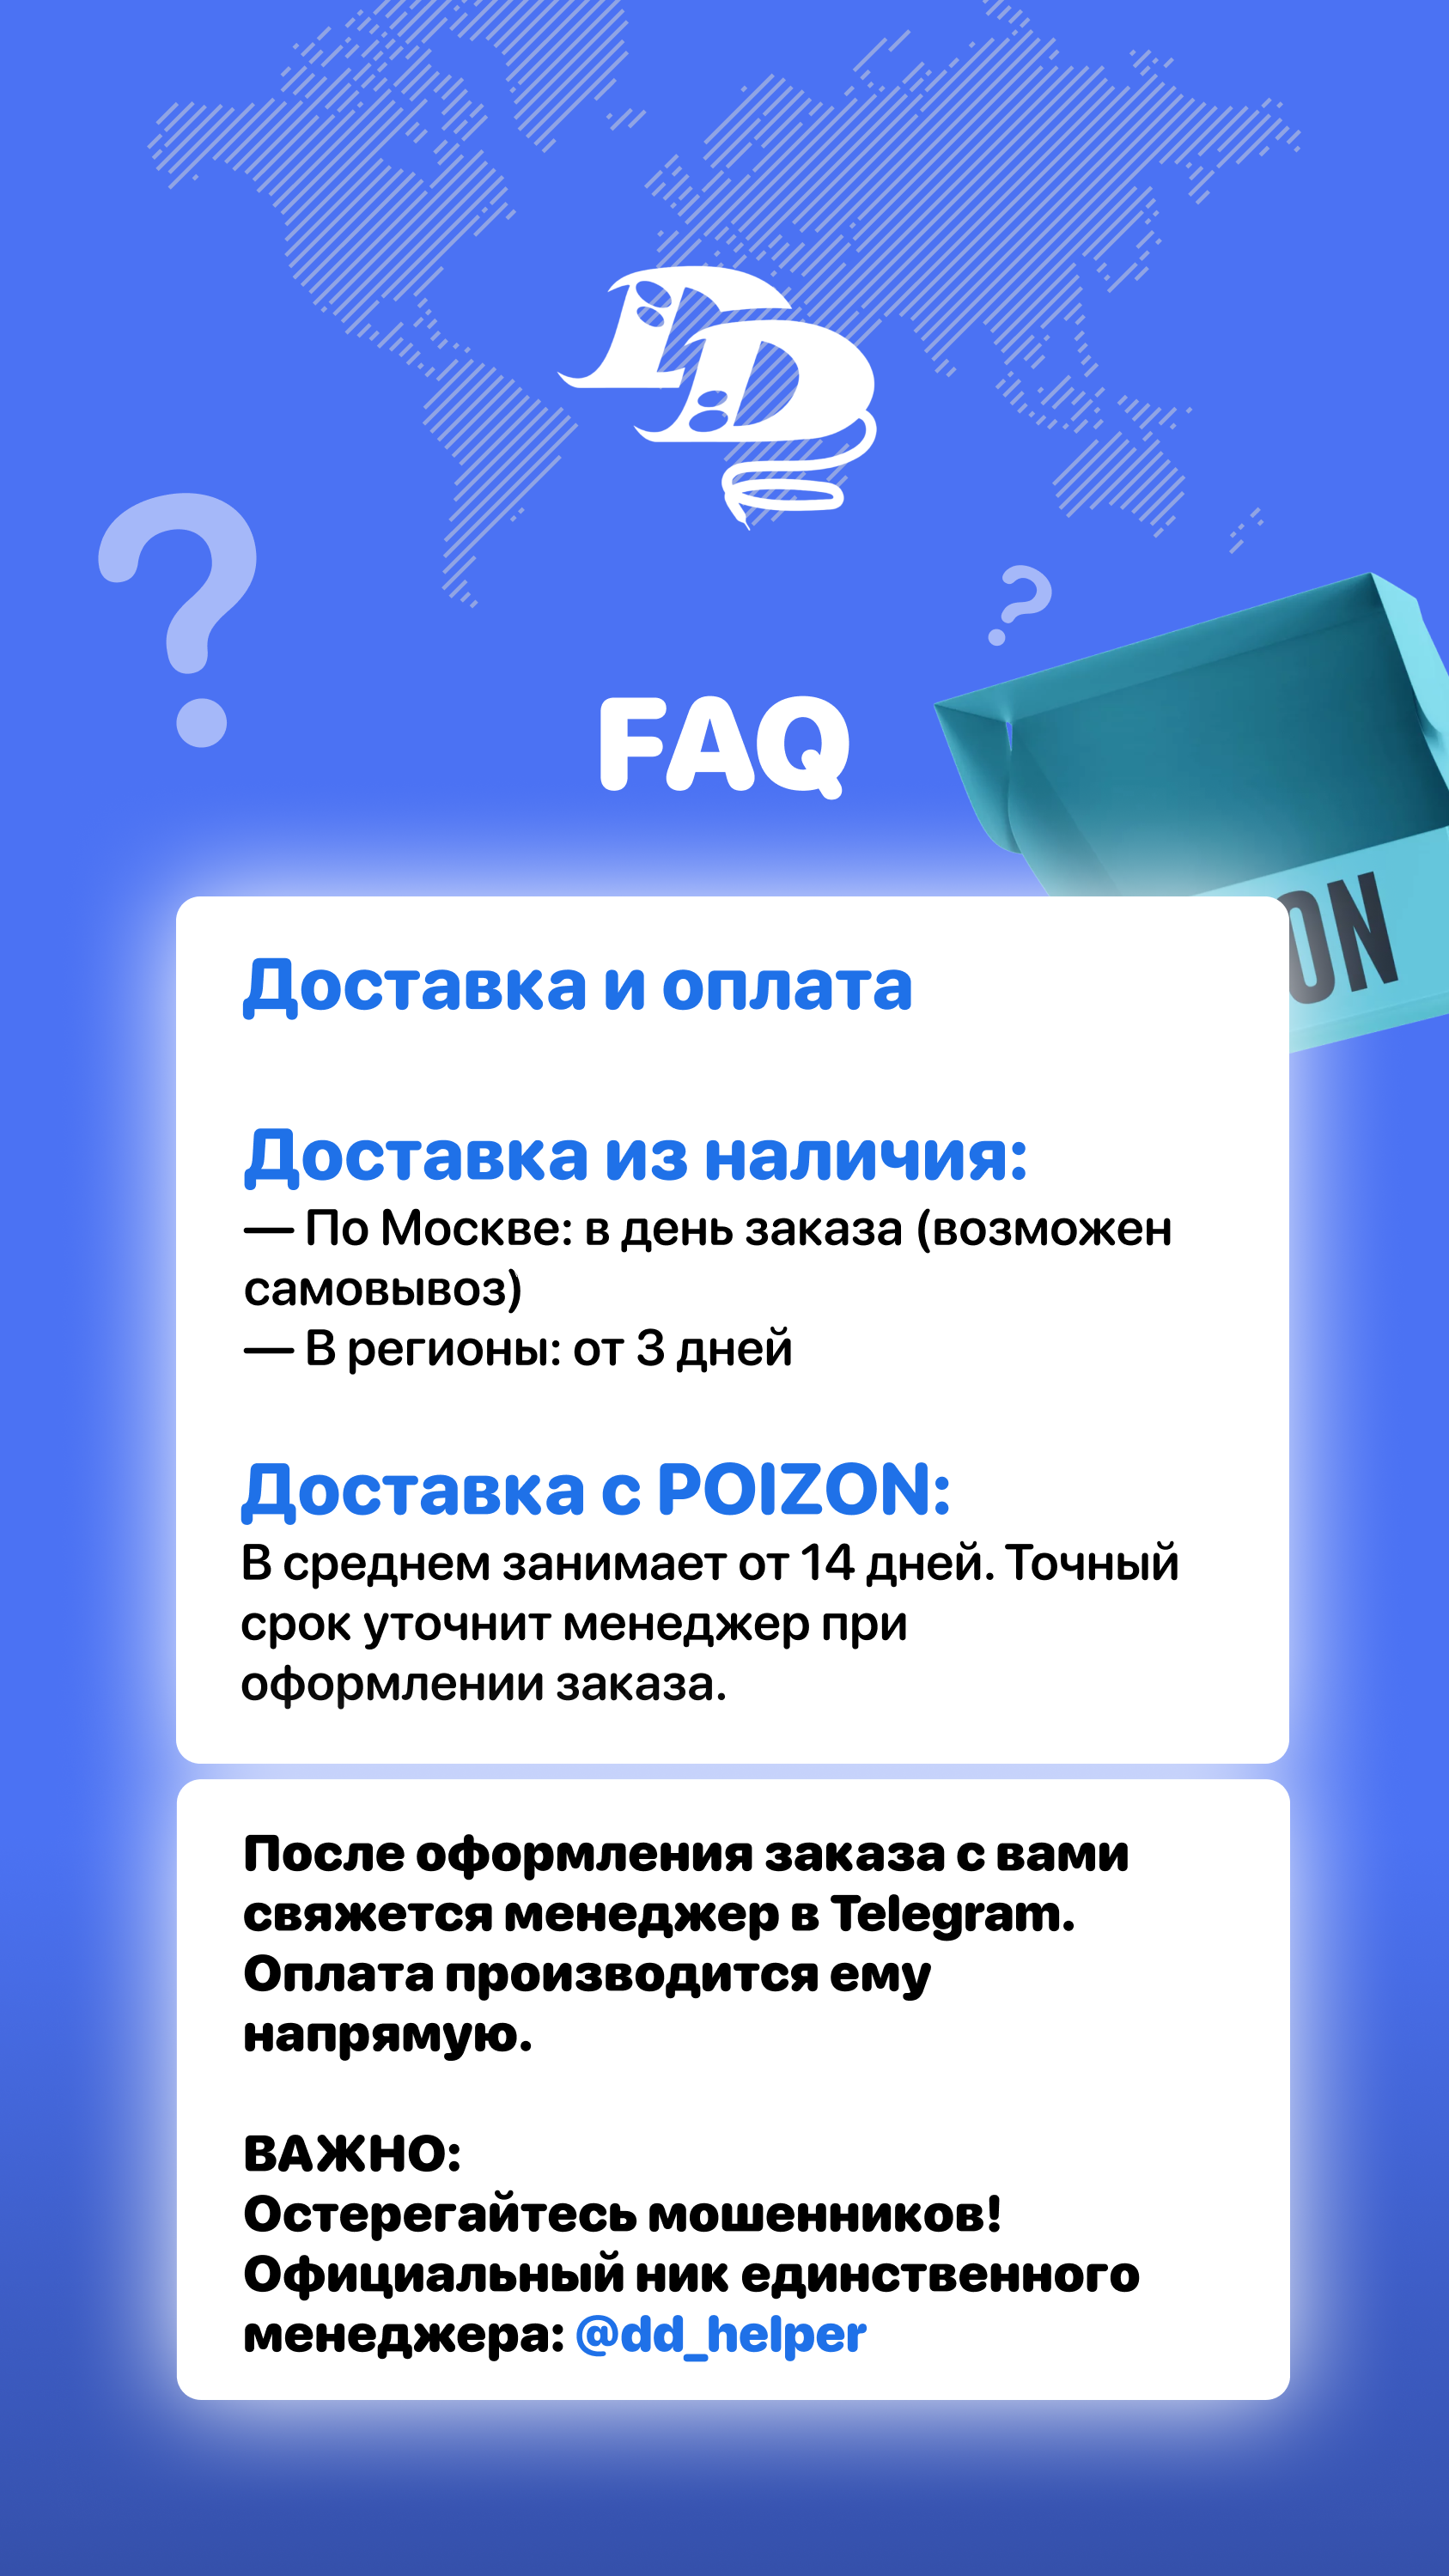 DD
FAQ
ON
Доставка и оплата
Доставка из наличия:
— По Москве: в день заказа (возможен
самовывоз)
— В регионы: от 3 дней
Доставка с POIZON:
В среднем занимает от 14 дней. Точный
срок уточнит менеджер при
оформлении заказа.
После оформления заказа с вами
свяжется менеджер в Telegram.
Оплата производится ему
напрямую.
ВАЖНО:
Остерегайтесь мошенников!
Официальный ник единственного
менеджера: @dd_helper